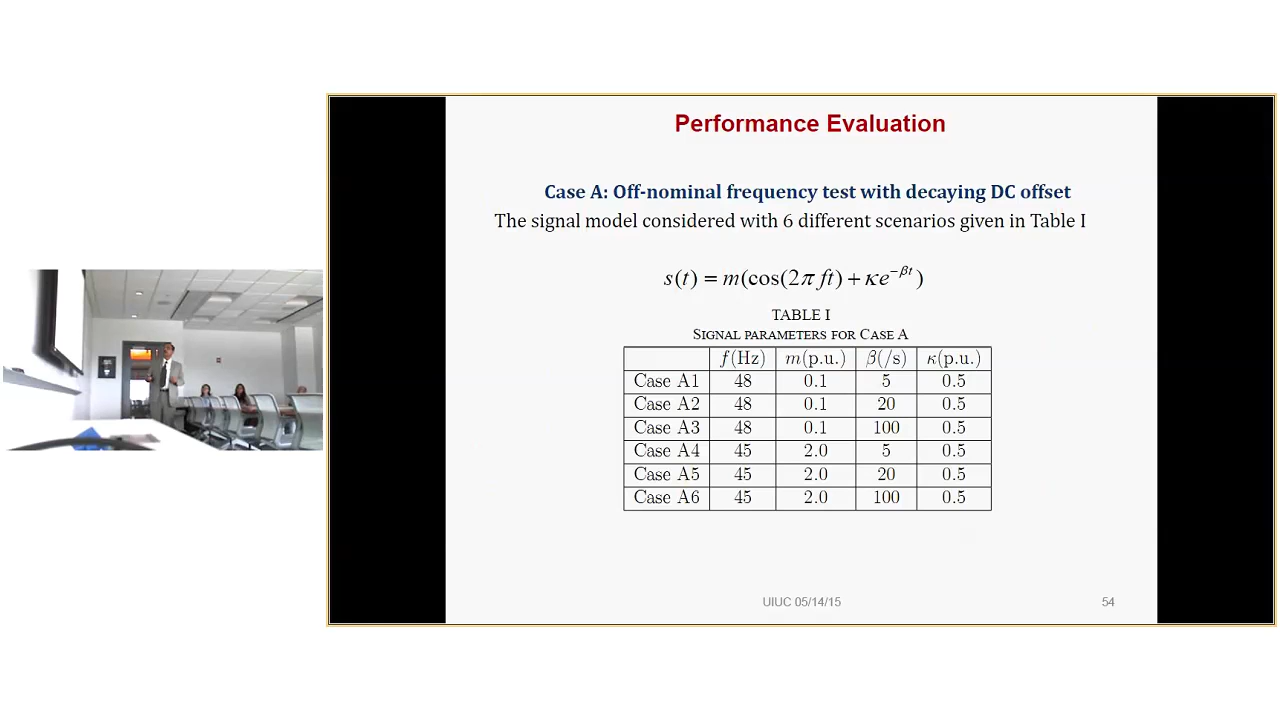 Performance Evaluation
Case A: Off-nominal frequency test with decaying DC offset
The signal model considered with 6 different scenarios given in Table I
s(t) = m(cos(2π ft) + κe^{−βt})
TABLE I
SIGNAL PARAMETERS FOR CASE A
f(Hz) m(p.u.) β(/s) κ(p.u.)
Case A1 48 0.1 5 0.5
Case A2 48 0.1 20 0.5
Case A3 48 0.1 100 0.5
Case A4 45 2.0 5 0.5
Case A5 45 2.0 20 0.5
Case A6 45 2.0 100 0.5
UIUC 05/14/15 54